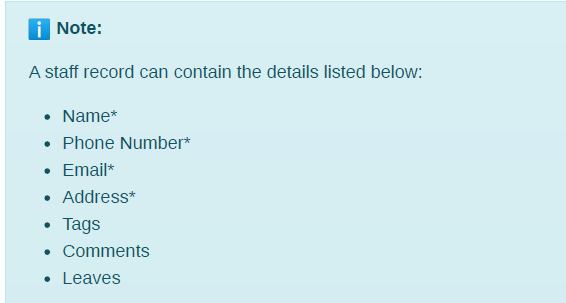 Note:
A staff record can contain the details listed below:
Name*
Phone Number*
Email*
Address*
Tags
Comments
Leaves